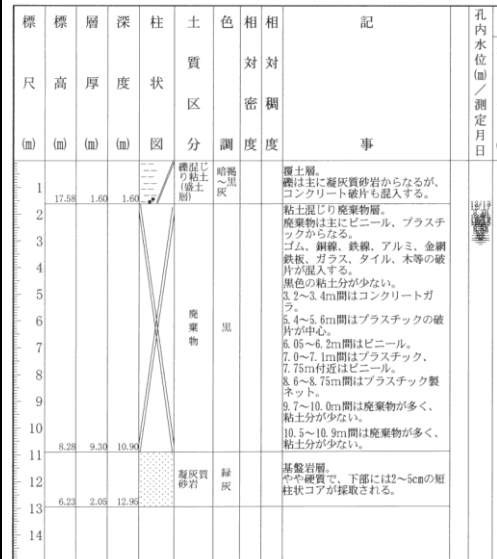 標尺(m) 標高(m) 層厚(m) 深度(m) 柱状図 土質区分 色調 相対密度 相対稠度 記事 孔内水位(m)/測定月日
礫混じり粘土(盛土層)
暗褐~黒灰
覆土層。
礫は主に凝灰質砂岩からなるが、
コンクリート破片も混入する。
1
17.58 1.60 1.60
粘土混じり廃棄物層。
廃棄物は主にビニール、プラスチ
ックからなる。
ゴム、銅線、鉄線、アルミ、金網
鉄板、ガラス、タイル、木等の破
片が混入する。
黒色の粘土分が少ない。
3.2~3.4m間はコンクリートガ
ラ。
5.4~5.6m間はプラスチックの破
片が中心。
6.05~6.2m間はビニール。
7.0~7.1m間はプラスチック、
7.75m付近はビニール。
8.6~8.75m間はプラスチック製
ネット。
9.7~10.0m間は廃棄物が多く、
粘土分が少ない。
10.5~10.9m間は廃棄物が多く、
粘土分が少ない。
2
3
4
5
6
7
8
9
10
廃棄物
黒
8.28 9.30 10.90
11
12
凝灰質
砂岩
緑灰
基盤岩層。
やや硬質で、下部には2~5cmの短
柱状コアが採取される。
6.23 2.05 12.95
13
14